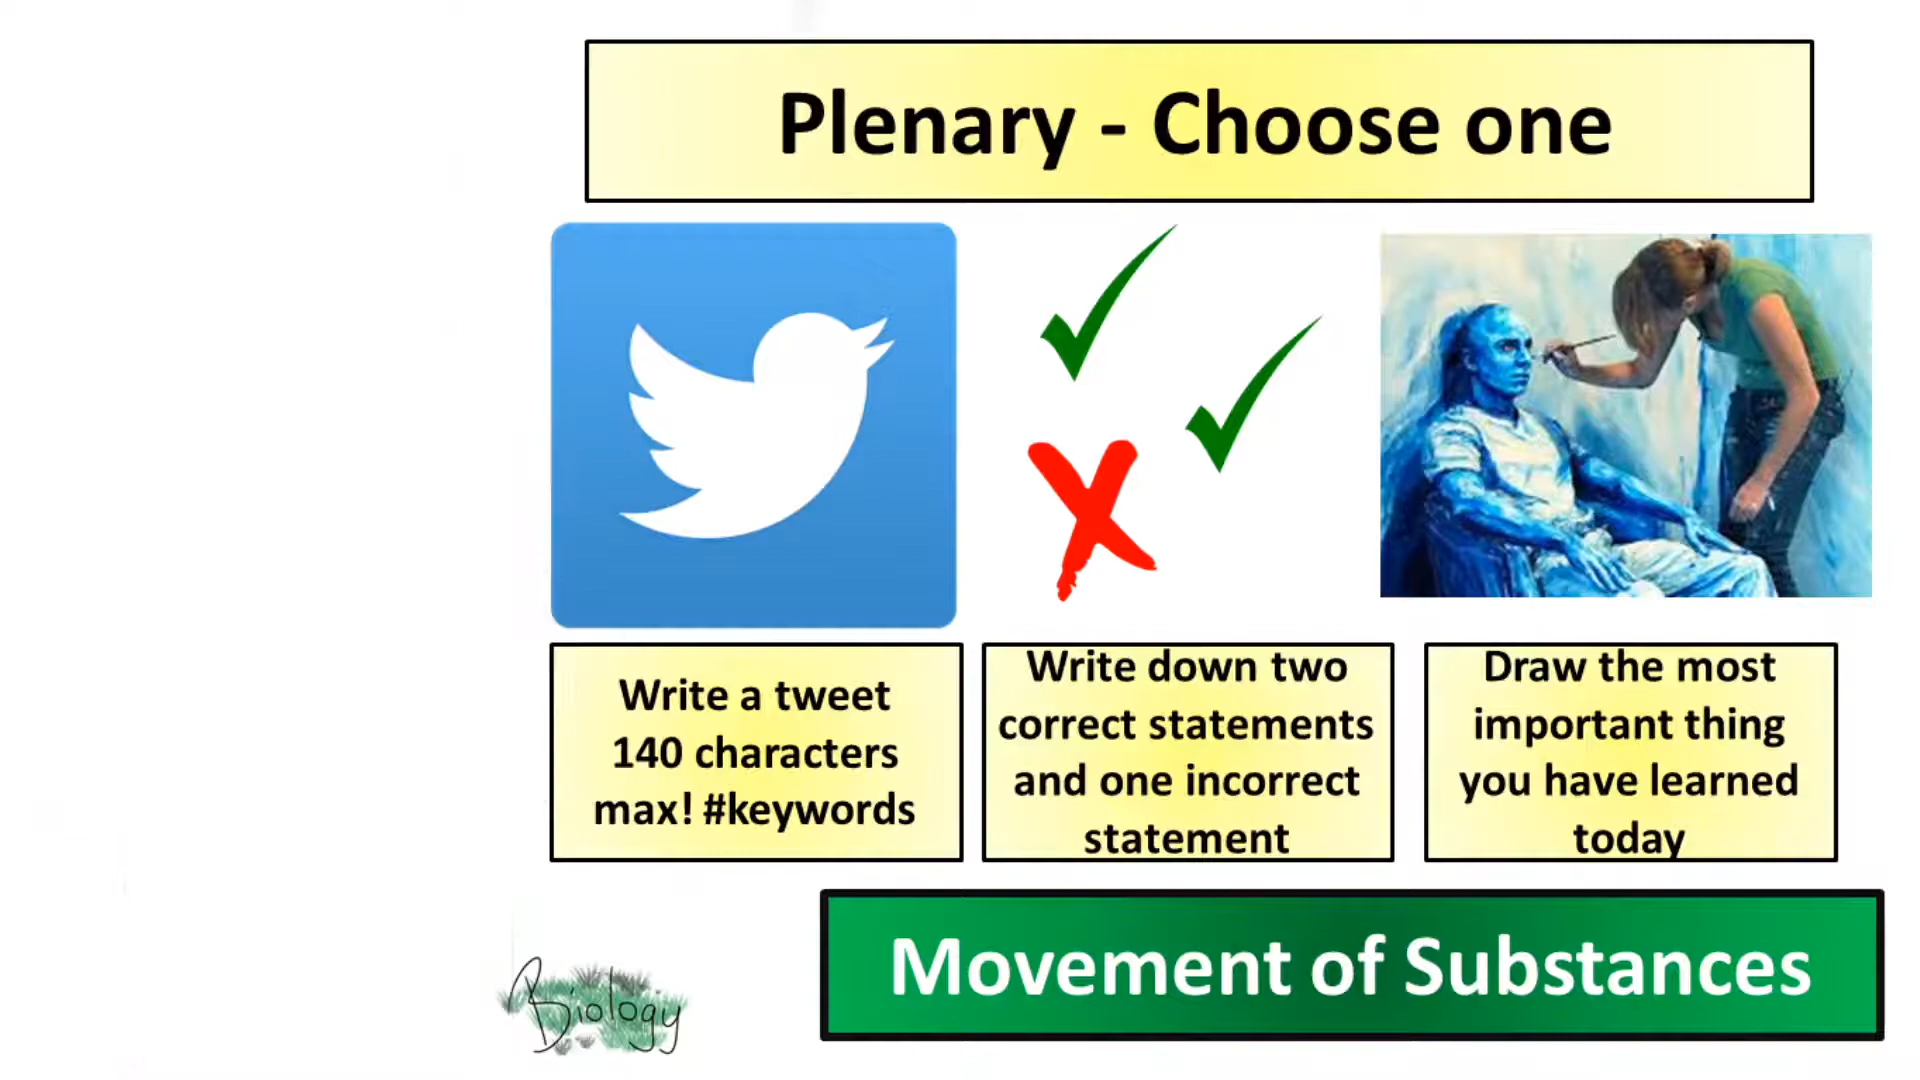 Plenary - Choose one
Write a tweet
140 characters
max! #keywords
Write down two
correct statements
and one incorrect
statement
Draw the most
important thing
you have learned
today
Biology
Movement of Substances